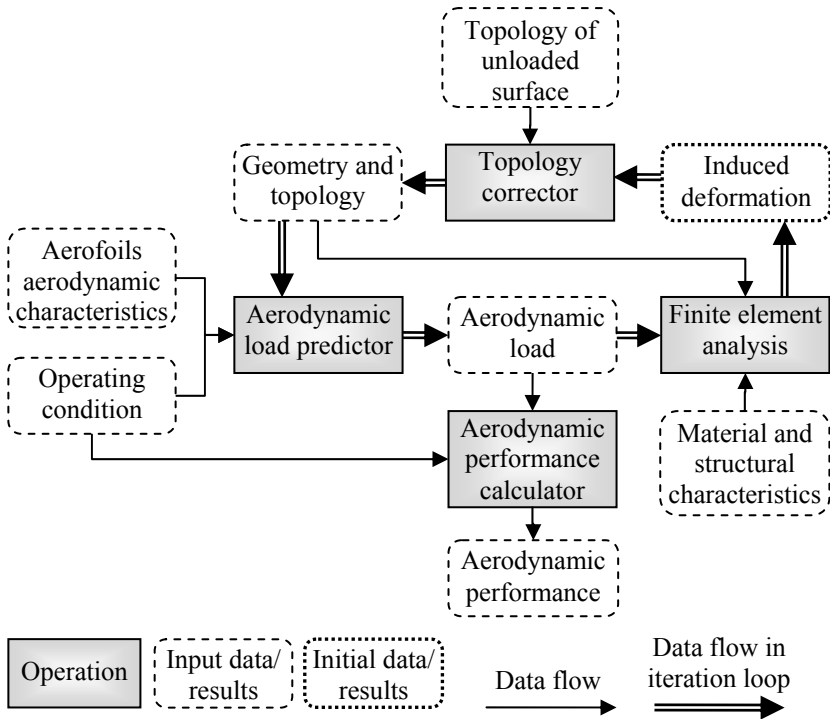 Topology of
unloaded
surface
Geometry and
topology
Topology
corrector
Induced
deformation
Aerofoils
aerodynamic
characteristics
Aerodynamic
load predictor
Aerodynamic
load
Finite element
analysis
Operating
condition
Aerodynamic
performance
calculator
Material and
structural
characteristics
Aerodynamic
performance
Operation
Input data/
results
Initial data/
results
Data flow
Data flow in
iteration loop